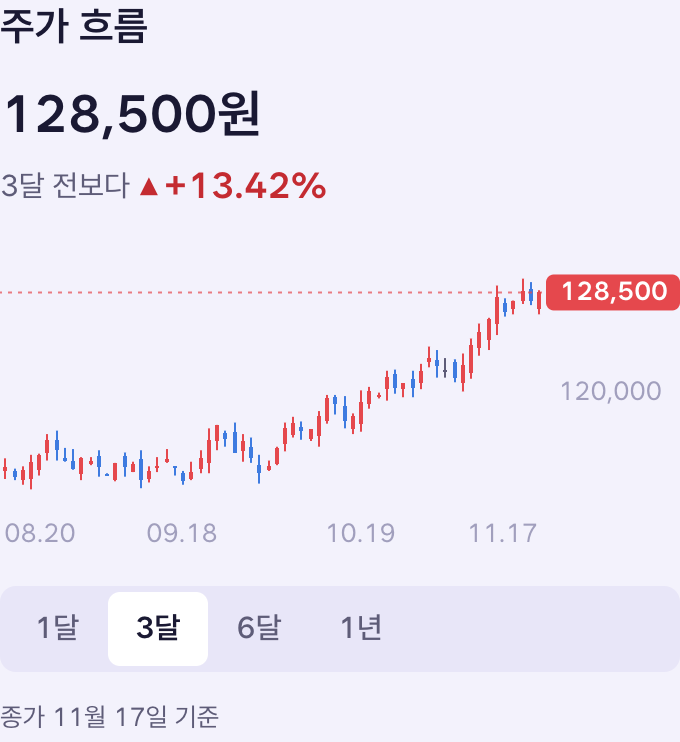 주가 흐름
128,500원
3달 전보다 ▲+13.42%
128,500
120,000
08.20 09.18 10.19 11.17
1달 3달 6달 1년
종가 11월 17일 기준